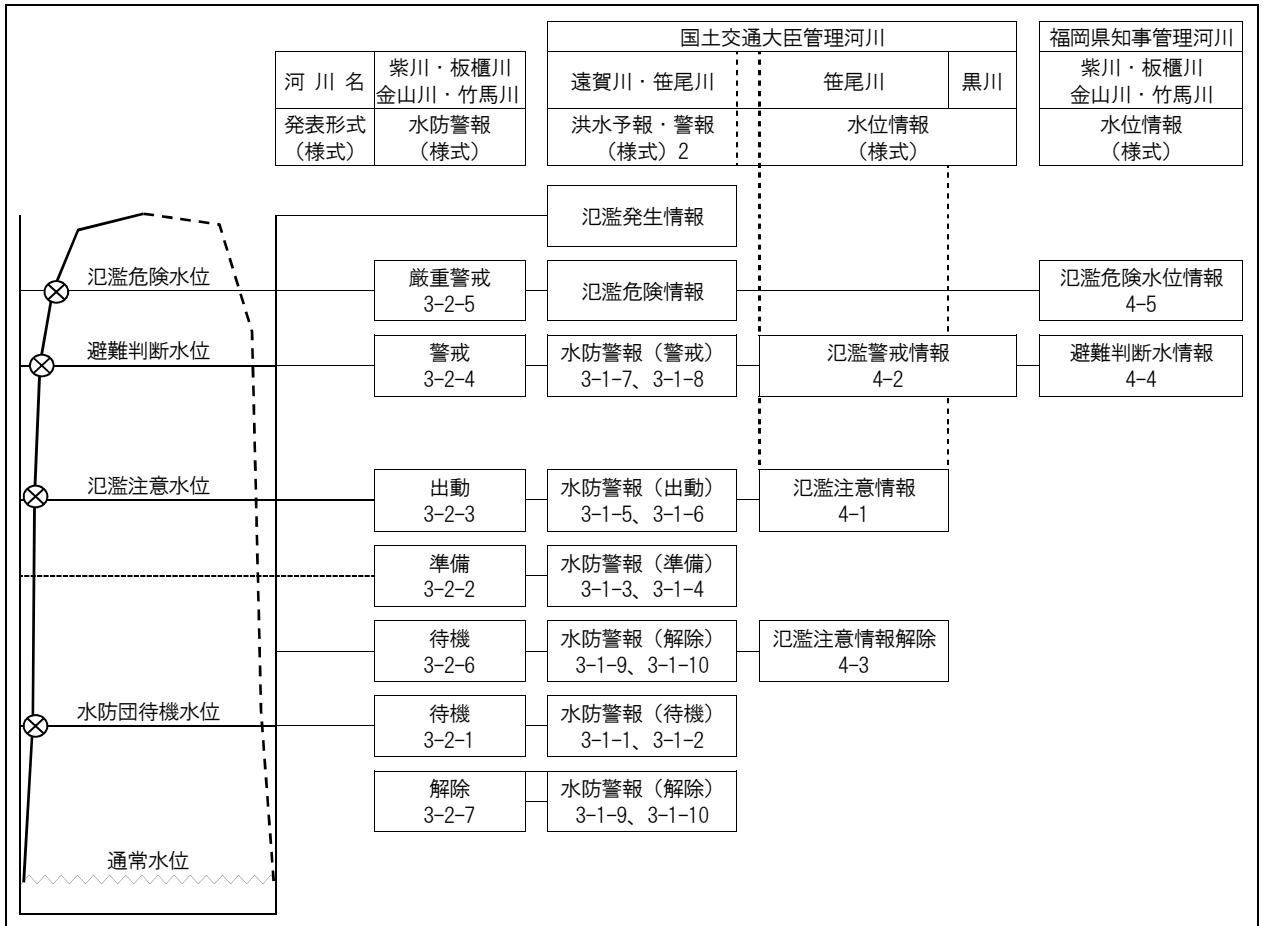 国土交通大臣管理河川
福岡県知事管理河川
河川名
紫川・板櫃川
金山川・竹馬川
遠賀川・笹尾川
笹尾川
黒川
紫川・板櫃川
金山川・竹馬川
発表形式
(様式)
水防警報
(様式)
洪水予報・警報
(様式)2
水位情報
(様式)
水位情報
(様式)
氾濫発生情報
氾濫危険水位
厳重警戒
3-2-5
氾濫危険情報
氾濫危険水位情報
4-5
避難判断水位
警戒
3-2-4
水防警報(警戒)
3-1-7、3-1-8
氾濫警戒情報
4-2
避難判断水情報
4-4
氾濫注意水位
出動
3-2-3
水防警報(出動)
3-1-5、3-1-6
氾濫注意情報
4-1
準備
3-2-2
水防警報(準備)
3-1-3、3-1-4
待機
3-2-6
水防警報(解除)
3-1-9、3-1-10
氾濫注意情報解除
4-3
水防団待機水位
待機
3-2-1
水防警報(待機)
3-1-1、3-1-2
解除
3-2-7
水防警報(解除)
3-1-9、3-1-10
通常水位